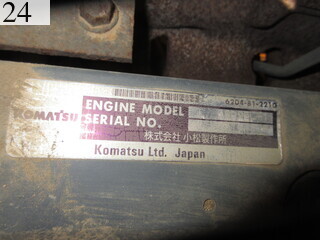 24
6204-81-3210
KOMATSU ENGINE MODEL
SERIAL NO.
株式会社 小松製作所
Komatsu Ltd. Japan